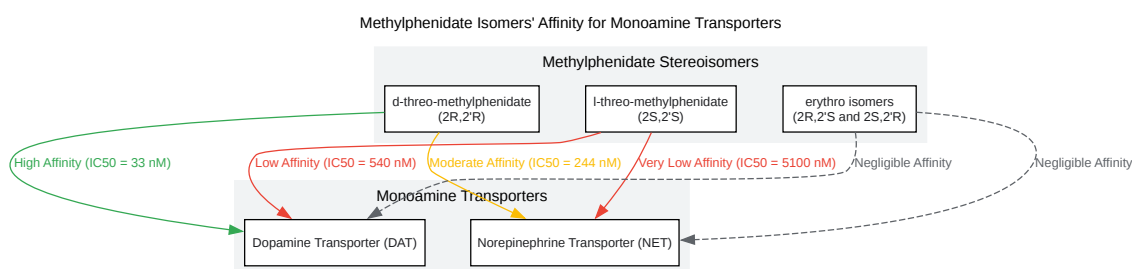 Methylphenidate Isomers' Affinity for Monoamine Transporters
Methylphenidate Stereoisomers
d-threo-methylphenidate
(2R,2'R)
l-threo-methylphenidate
(2S,2'S)
erythro isomers
(2R,2'S and 2S,2'R)
High Affinity (IC50 = 33 nM)
Low Affinity (IC50 = 540 nM)
Moderate Affinity (IC50 = 244 nM)
Very Low Affinity (IC50 = 5100 nM)
Negligible Affinity
Negligible Affinity
Monoamine Transporters
Dopamine Transporter (DAT)
Norepinephrine Transporter (NET)